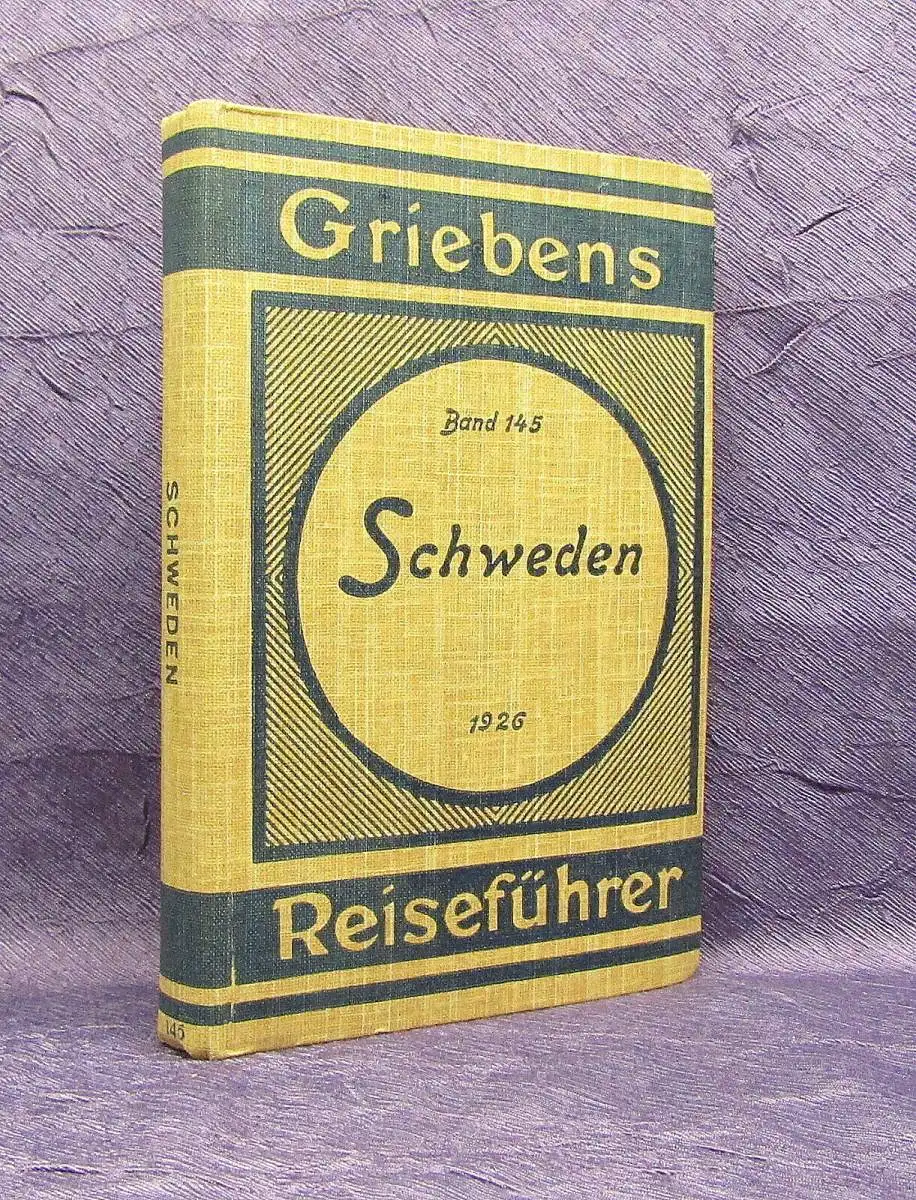 Griebens
Band 145
Schweden
1926
Reiseführer
SCHWEDEN
145